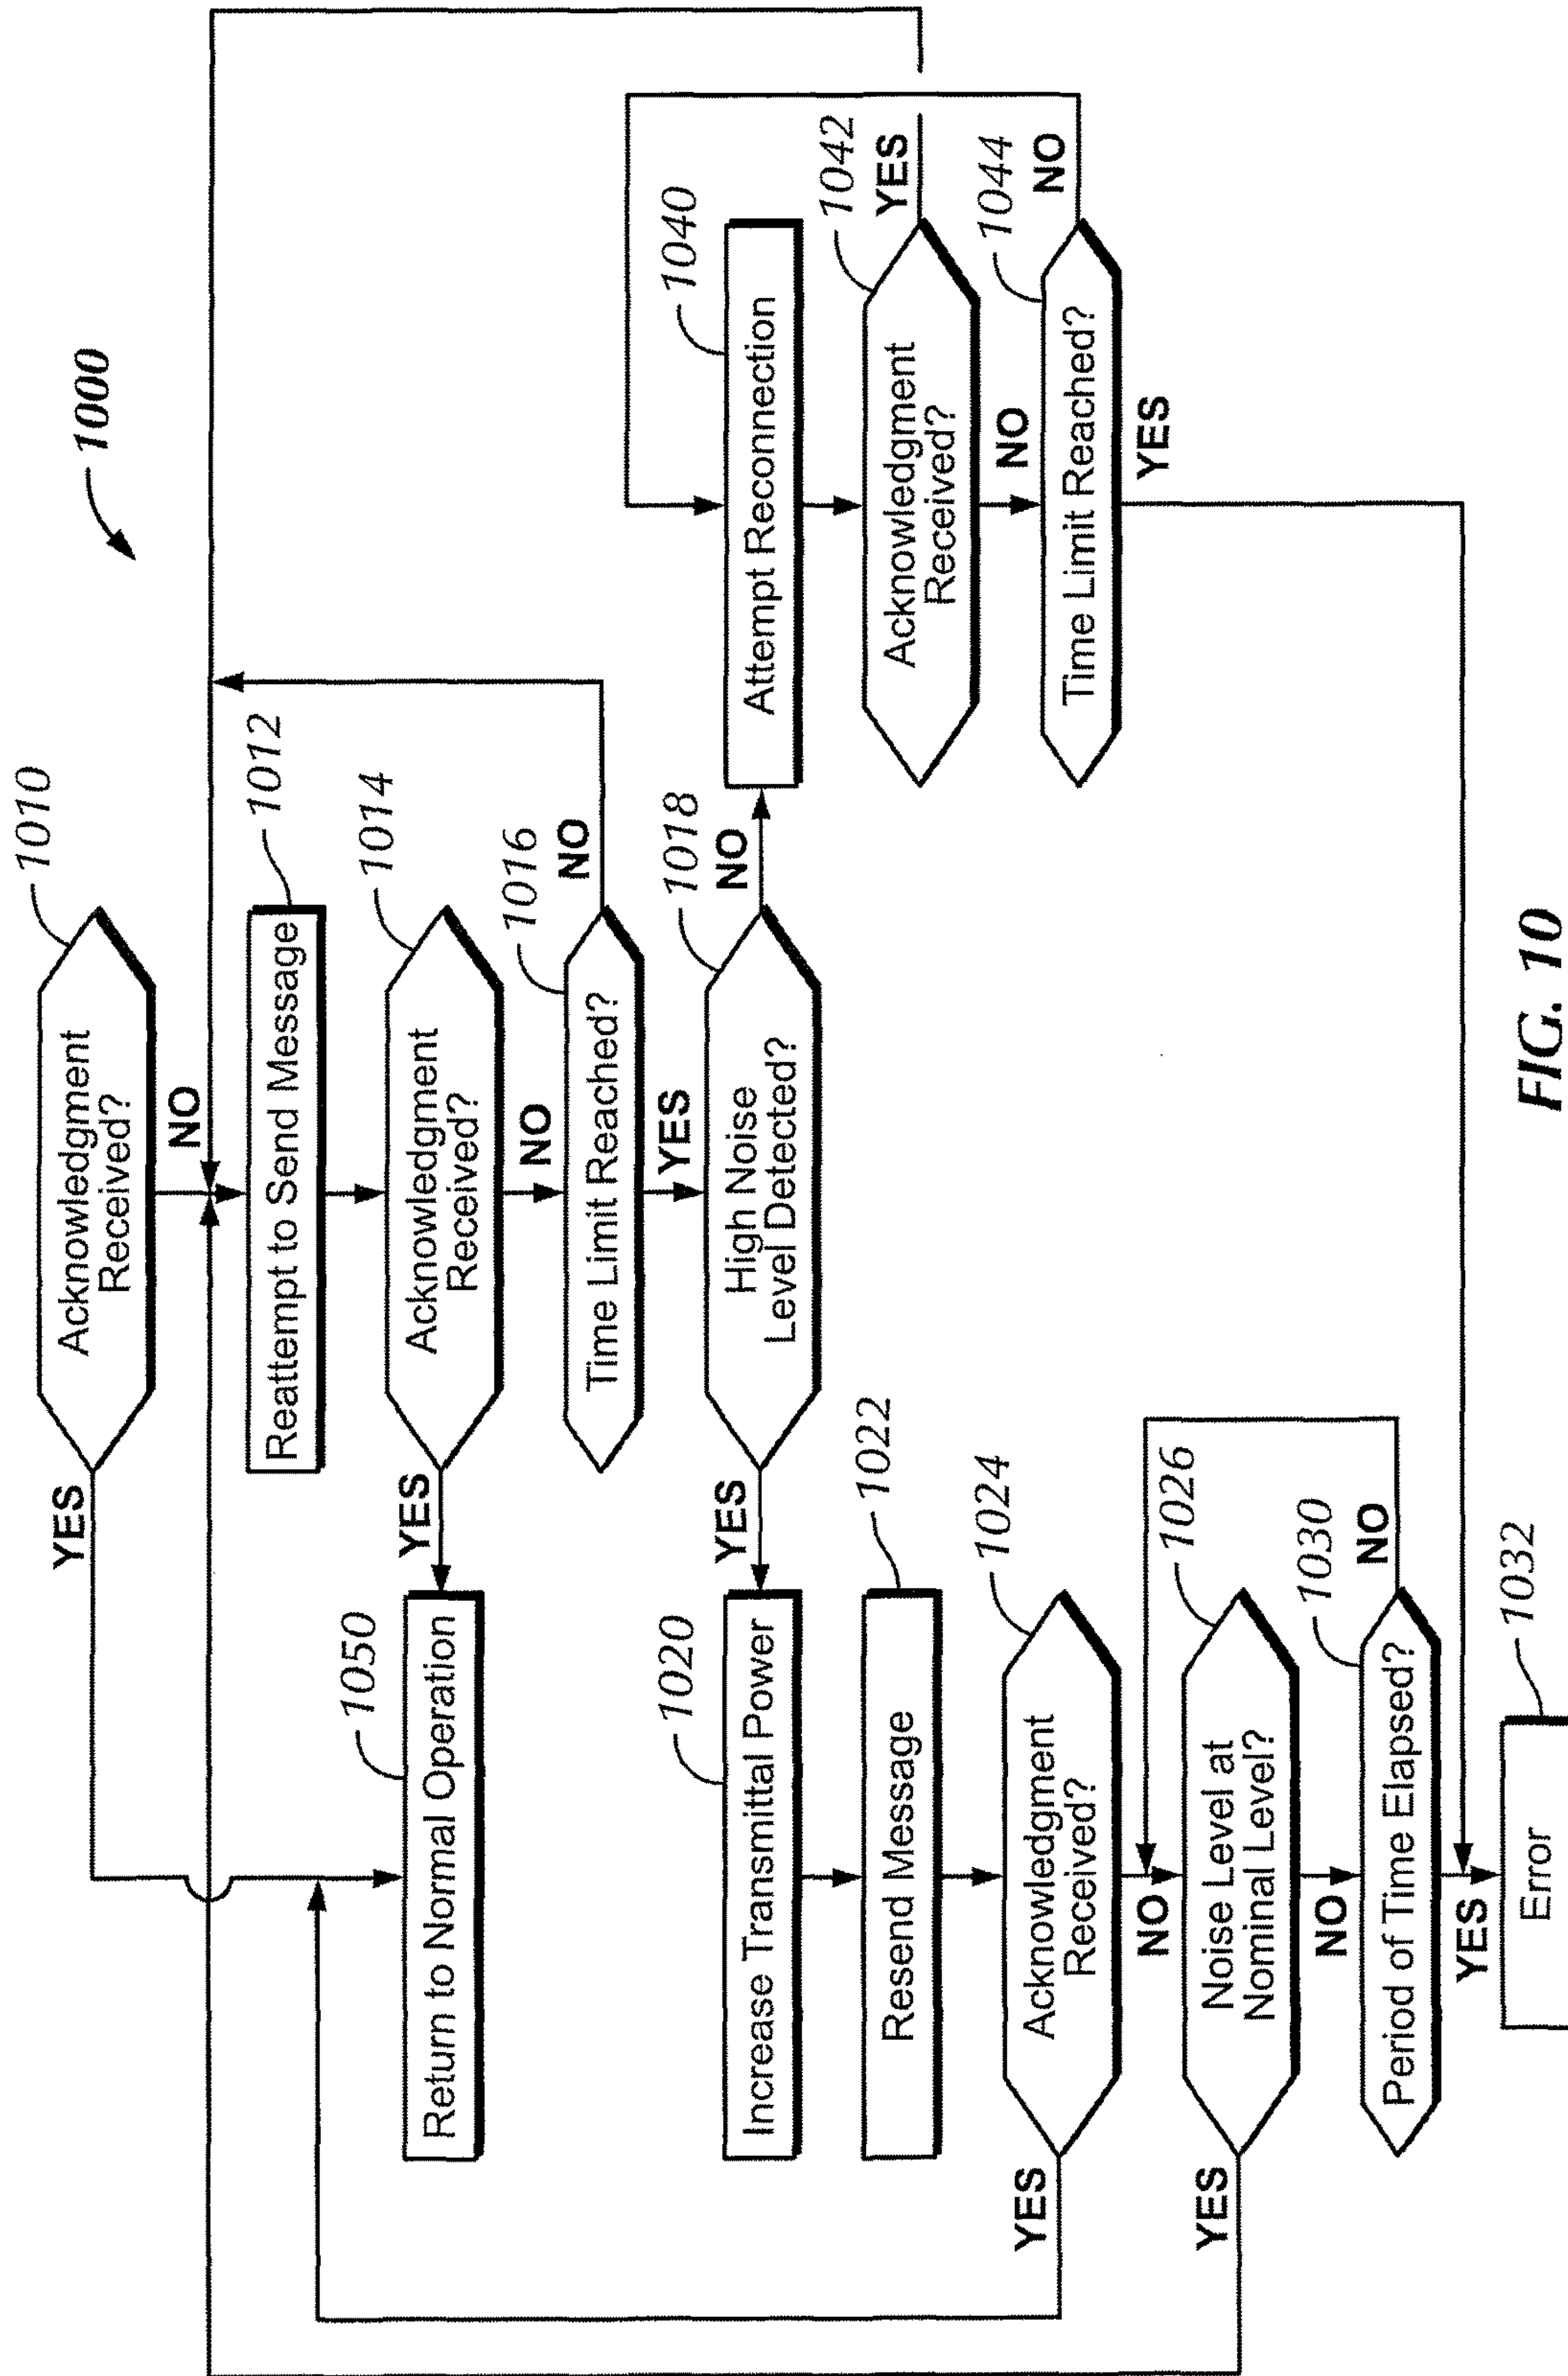 1000
1010
Acknowledgment
Received?
YES
NO
1012
Reattempt to Send Message
1014
Acknowledgment
Received?
YES
NO
1050
Return to Normal Operation
1016
Time Limit Reached?
NO
YES
1018
High Noise
Level Detected?
YES
NO
1020
Increase Transmittal Power
1022
Resend Message
1024
Acknowledgment
Received?
YES
NO
1026
Noise Level at
Nominal Level?
YES
NO
1030
Period of Time Elapsed?
NO
YES
1032
Error
1040
Attempt Reconnection
1042
Acknowledgment
Received?
YES
NO
1044
Time Limit Reached?
NO
YES
FIG. 10